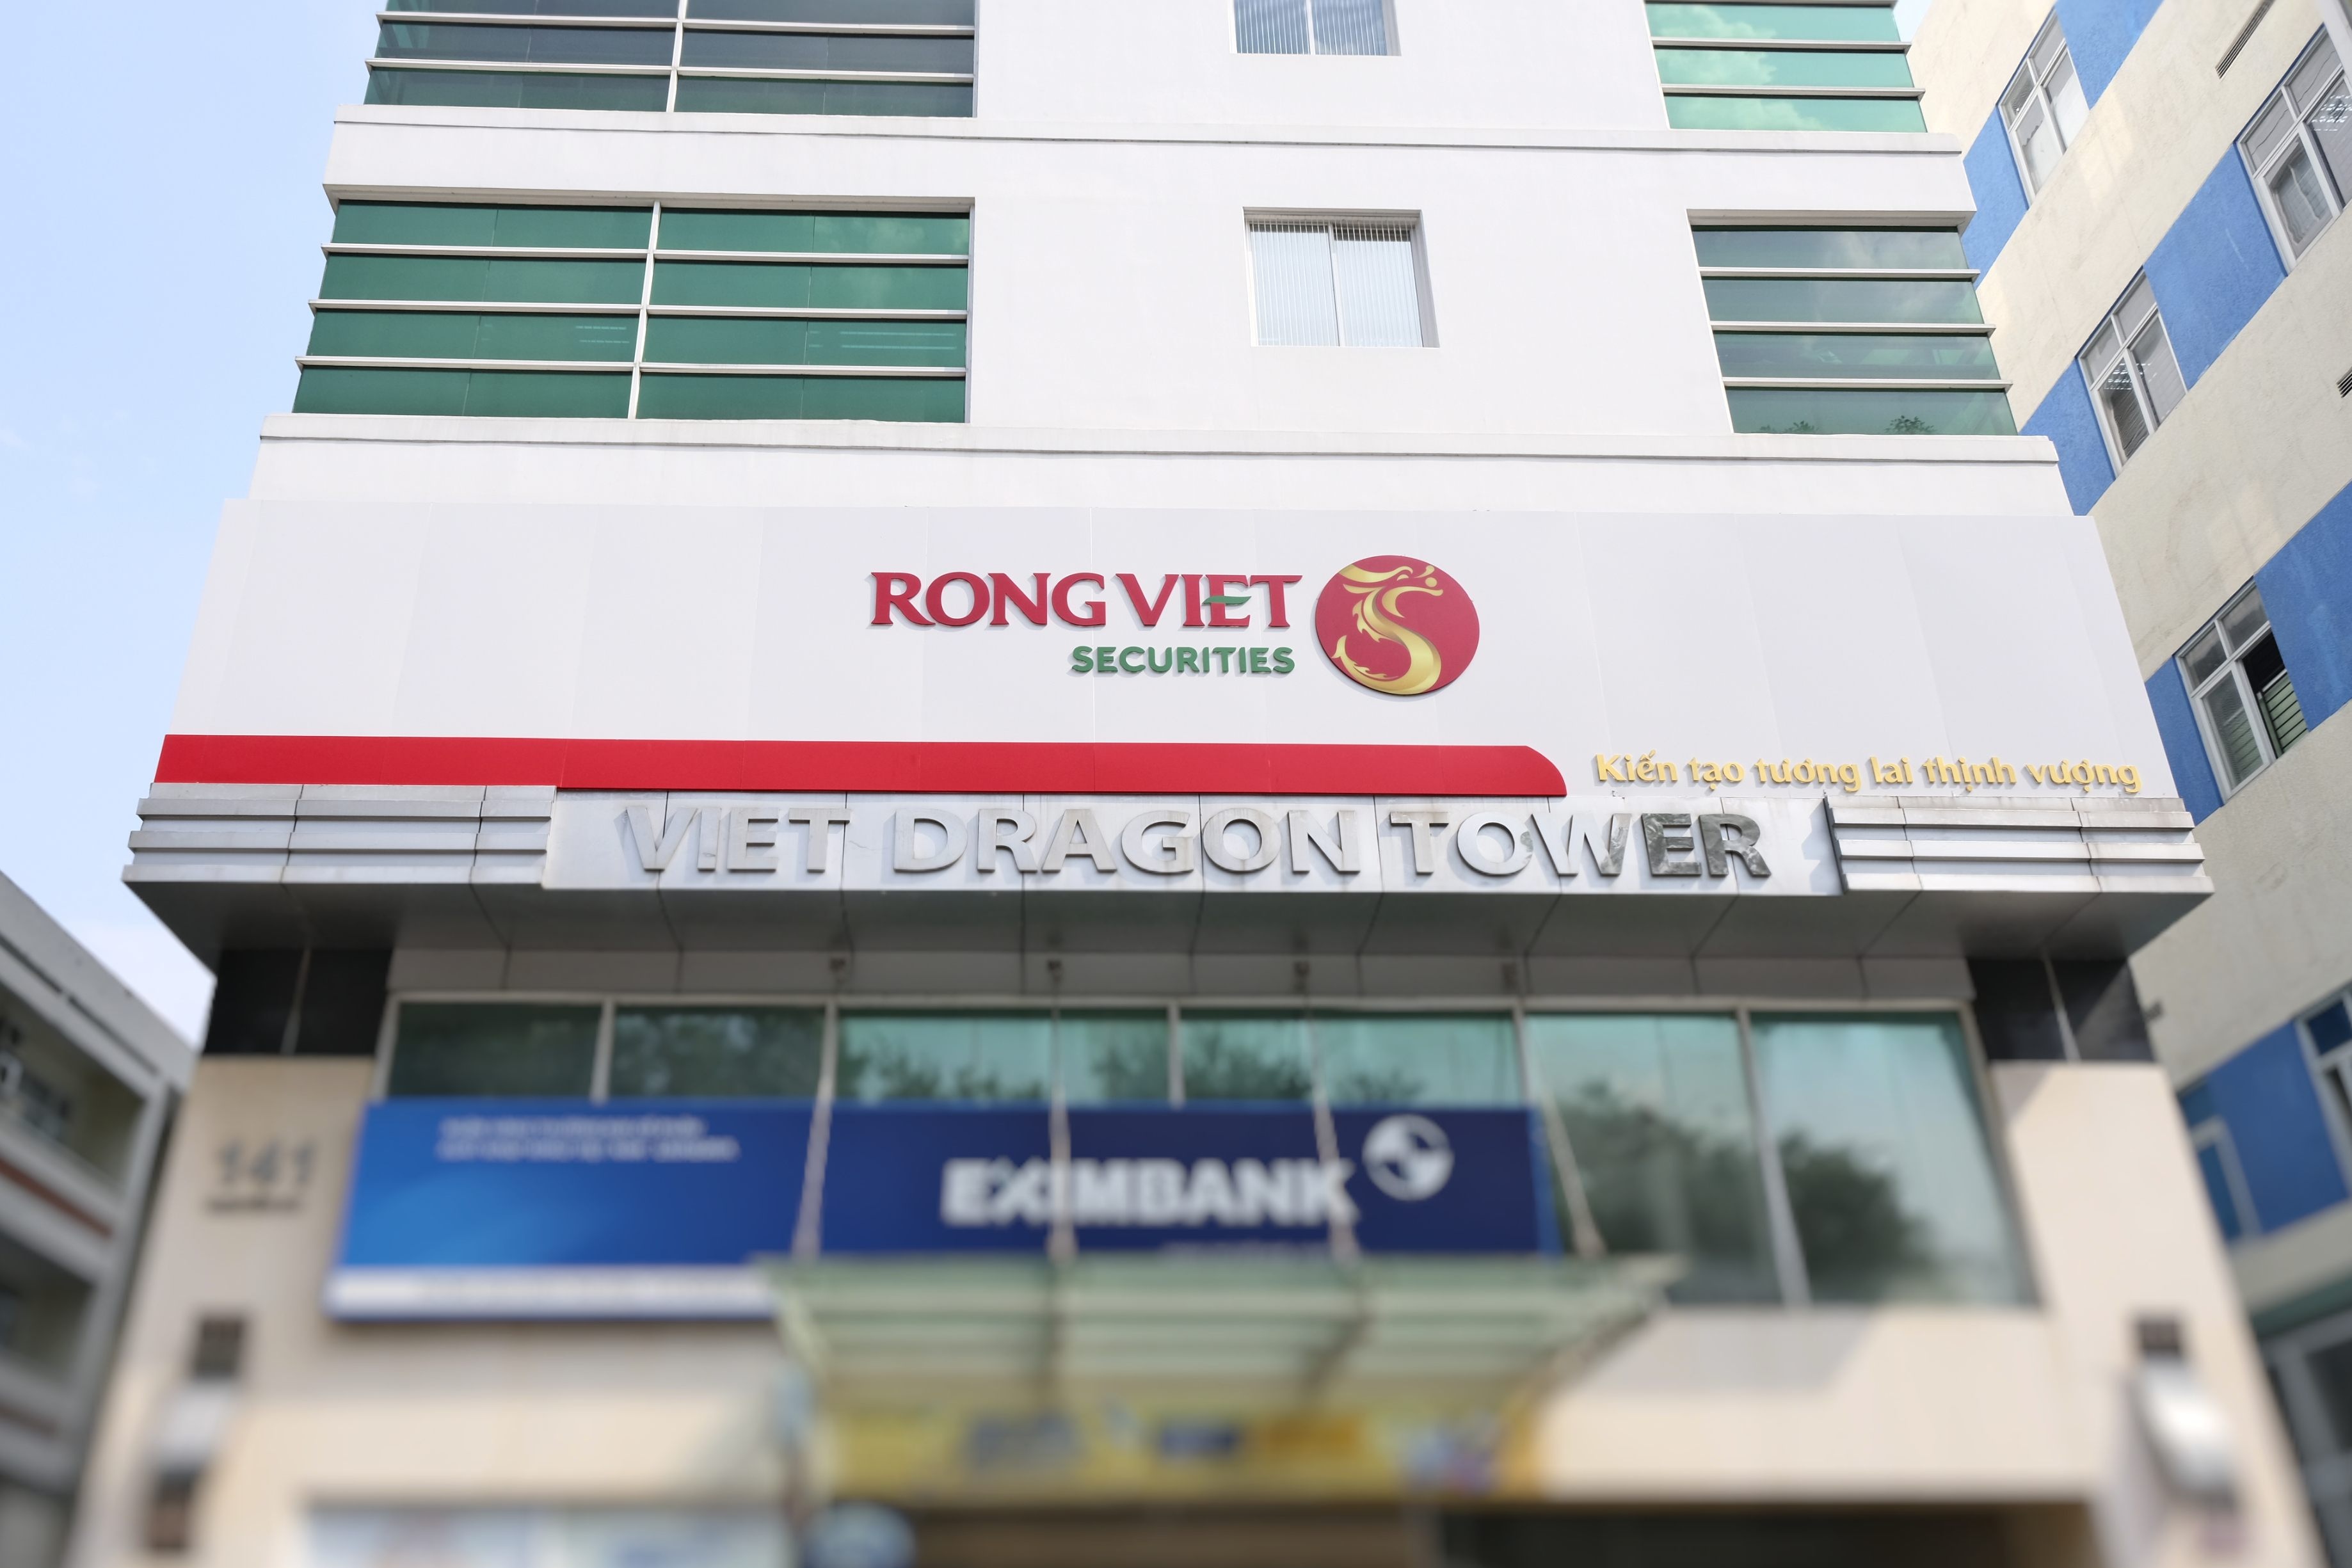 RONG VIET
SECURITIES
Kiến tạo tương lai thịnh vượng
VIET DRAGON TOWER
141
EXIMBANK